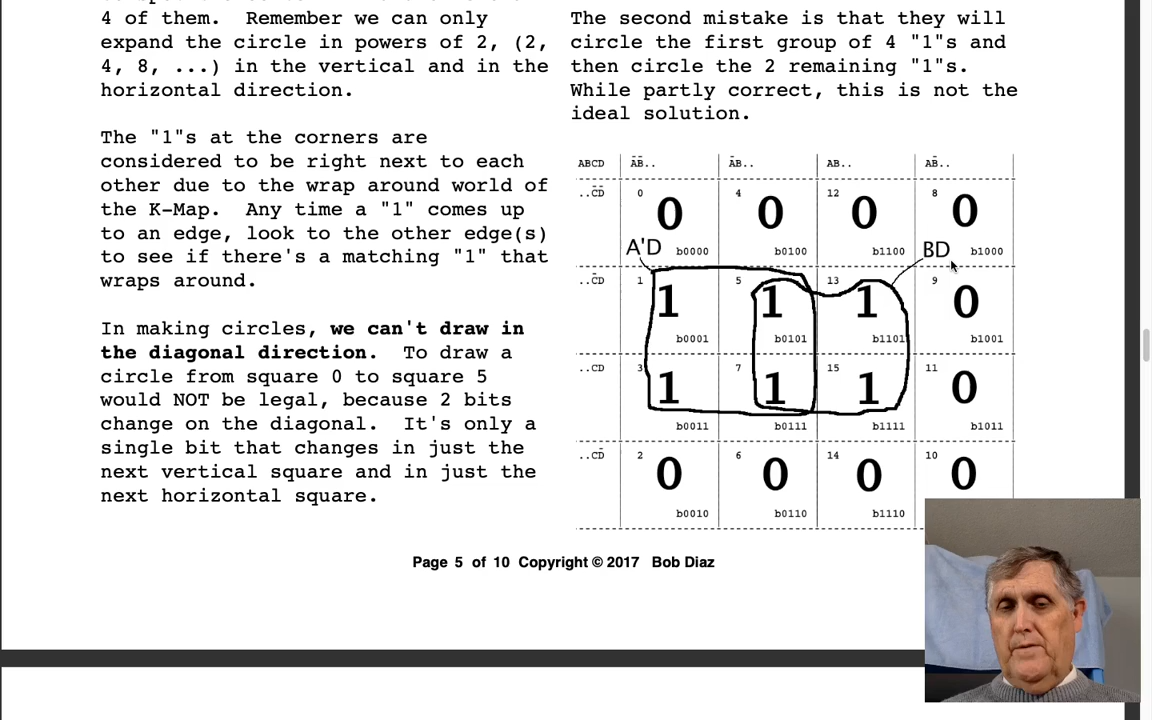 4 of them.  Remember we can only
expand the circle in powers of 2, (2,
4, 8, ...) in the vertical and in the
horizontal direction.
The "1"s at the corners are
considered to be right next to each
other due to the wrap around world of
the K-Map.  Any time a "1" comes up
to an edge, look to the other edge(s)
to see if there's a matching "1" that
wraps around.
In making circles, we can't draw in
the diagonal direction.  To draw a
circle from square 0 to square 5
would NOT be legal, because 2 bits
change on the diagonal.  It's only a
single bit that changes in just the
next vertical square and in just the
next horizontal square.
The second mistake is that they will
circle the first group of 4 "1"s and
then circle the 2 remaining "1"s.
While partly correct, this is not the
ideal solution.
ABCD A̅B̅.. A̅B.. AB.. AB̅..
..C̅D̅ 0 0 4 0 12 0 8 0
A'D b0000 b0100 b1100 BD b1000
..C̅D 1 1 5 1 13 1 9 0
b0001 b0101 b1101 b1001
..CD 3 1 7 1 15 1 11 0
b0011 b0111 b1111 b1011
..CD̅ 2 0 6 0 14 0 10 0
b0010 b0110 b1110
Page 5 of 10 Copyright © 2017 Bob Diaz